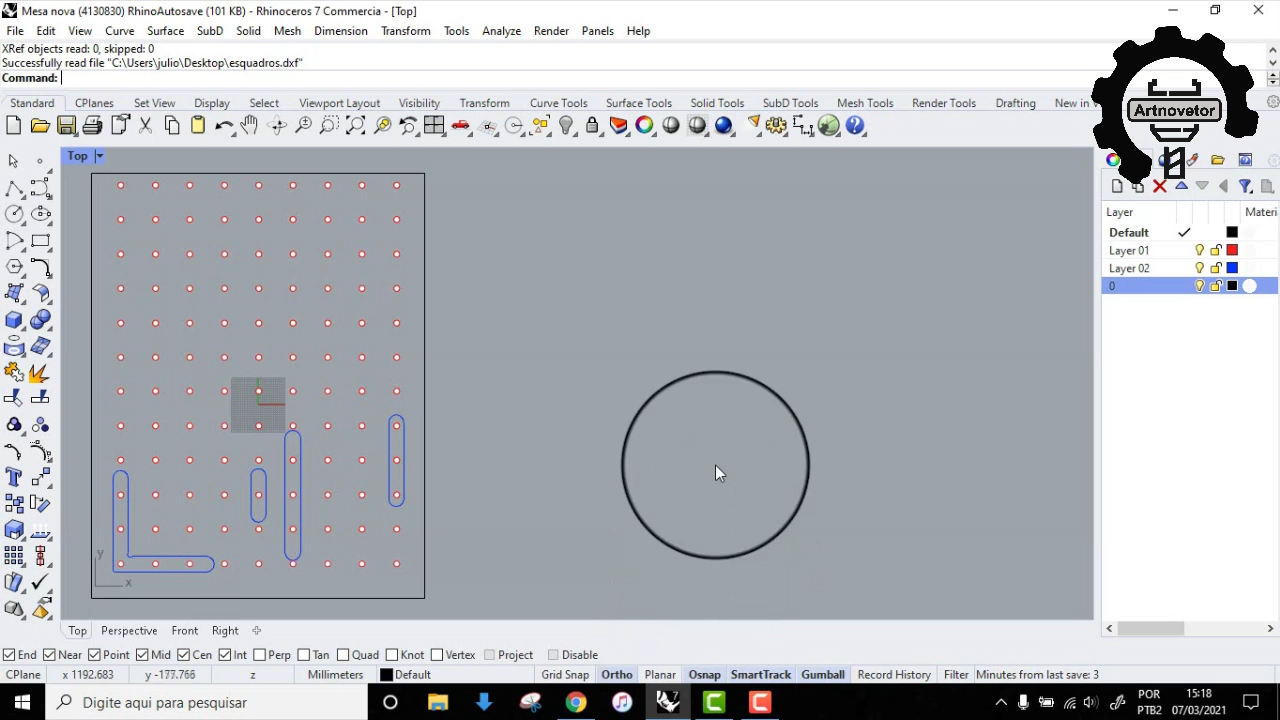 Mesa nova (4130830) RhinoAutosave (101 KB) - Rhinoceros 7 Commercia - [Top]
File Edit View Curve Surface SubD Solid Mesh Dimension Transform Tools Analyze Render Panels Help
XRef objects read: 0, skipped: 0
Successfully read file "C:\Users\julio\Desktop\esquadros.dxf"
Command:
Artnovetor
Standard CPlanes Set View Display Select Viewport Layout Visibility Transform Curve Tools Surface Tools Solid Tools SubD Tools Mesh Tools Render Tools Drafting New in V
Top
Layer Materi
Default
Layer 01
Layer 02
0
y
x
Top Perspective Front Right
End Near Point Mid Cen Int Perp Tan Quad Knot Vertex Project Disable
CPlane x 1192.683 y -177.766 z Millimeters Default Grid Snap Ortho Planar Osnap SmartTrack Gumball Record History Filter Minutes from last save: 3
Digite aqui para pesquisar
POR 15:18
PTB2 07/03/2021